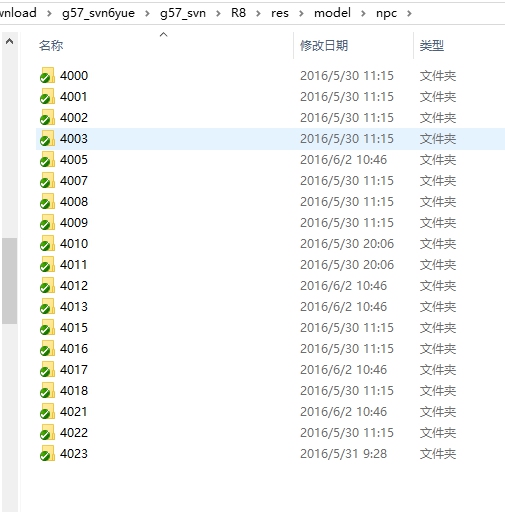 wnload > g57_svn6yue > g57_svn > R8 > res > model > npc >
名称 修改日期 类型
4000 2016/5/30 11:15 文件夹
4001 2016/5/30 11:15 文件夹
4002 2016/5/30 11:15 文件夹
4003 2016/5/30 11:15 文件夹
4005 2016/6/2 10:46 文件夹
4007 2016/5/30 11:15 文件夹
4008 2016/5/30 11:15 文件夹
4009 2016/5/30 11:15 文件夹
4010 2016/5/30 20:06 文件夹
4011 2016/5/30 20:06 文件夹
4012 2016/6/2 10:46 文件夹
4013 2016/6/2 10:46 文件夹
4015 2016/5/30 11:15 文件夹
4016 2016/5/30 11:15 文件夹
4017 2016/6/2 10:46 文件夹
4018 2016/5/30 11:15 文件夹
4021 2016/6/2 10:46 文件夹
4022 2016/5/30 11:15 文件夹
4023 2016/5/31 9:28 文件夹